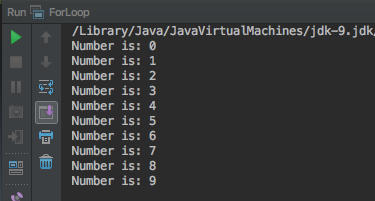 Run ForLoop
/Library/Java/JavaVirtualMachines/jdk-9.jdk/
Number is: 0
Number is: 1
Number is: 2
Number is: 3
Number is: 4
Number is: 5
Number is: 6
Number is: 7
Number is: 8
Number is: 9